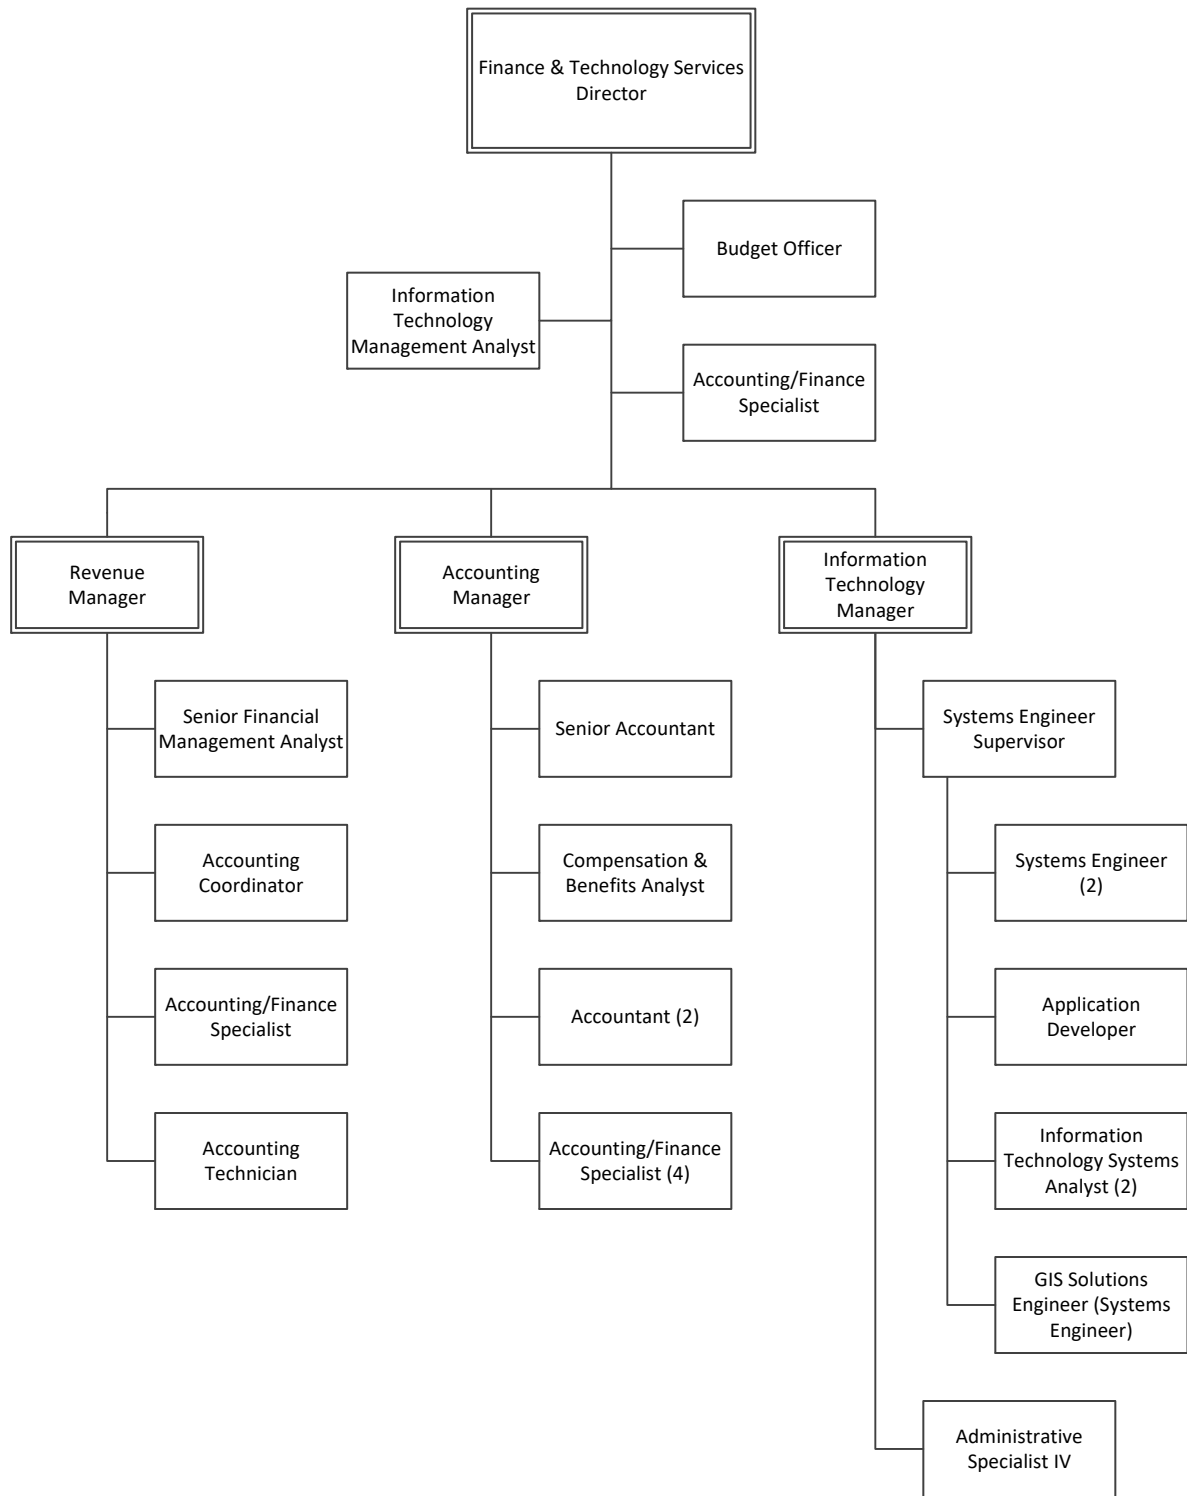 Finance & Technology Services
Director
Budget Officer
Information
Technology
Management Analyst
Accounting/Finance
Specialist
Revenue
Manager
Accounting
Manager
Information
Technology
Manager
Senior Financial
Management Analyst
Senior Accountant
Systems Engineer
Supervisor
Accounting
Coordinator
Compensation &
Benefits Analyst
Systems Engineer
(2)
Accounting/Finance
Specialist
Accountant (2)
Application
Developer
Accounting
Technician
Accounting/Finance
Specialist (4)
Information
Technology Systems
Analyst (2)
GIS Solutions
Engineer (Systems
Engineer)
Administrative
Specialist IV